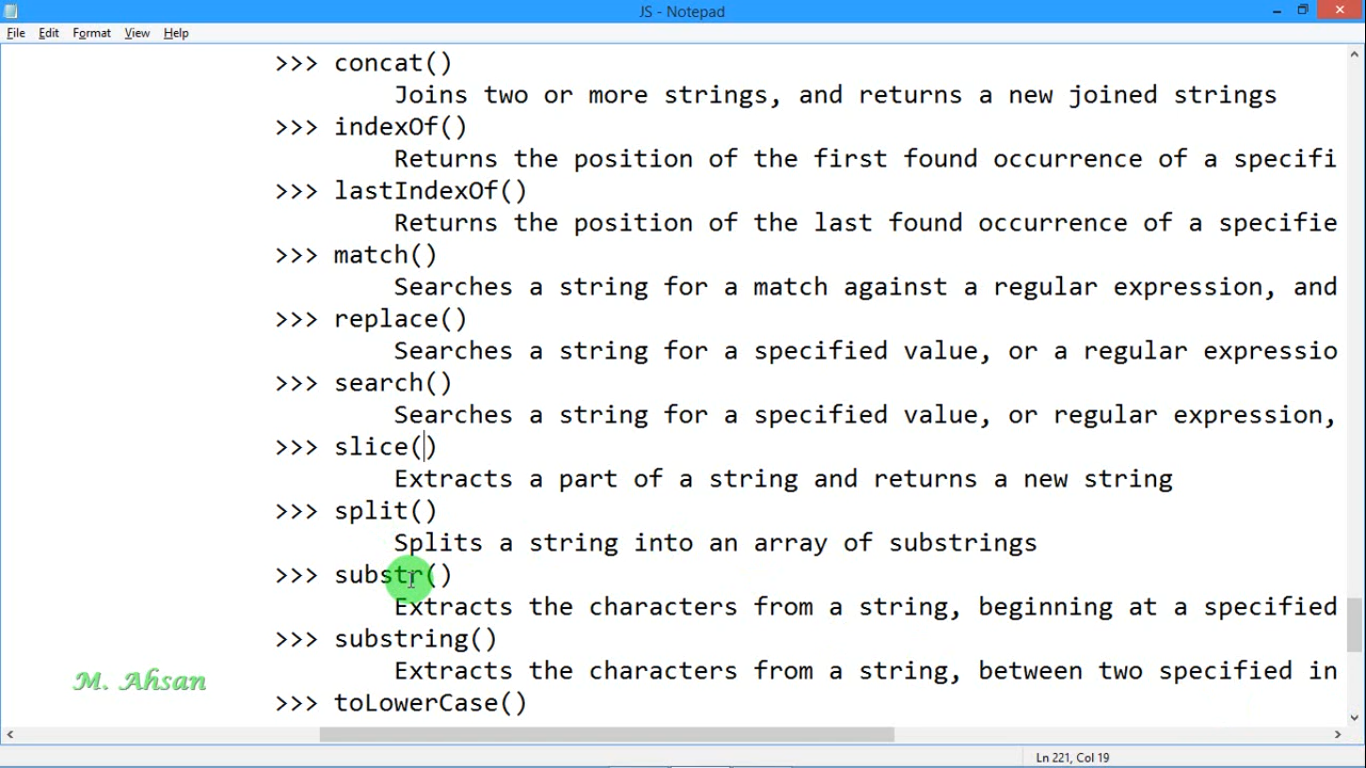 JS - Notepad
File Edit Format View Help
>>> concat()
Joins two or more strings, and returns a new joined strings
>>> indexOf()
Returns the position of the first found occurrence of a specifi
>>> lastIndexOf()
Returns the position of the last found occurrence of a specifie
>>> match()
Searches a string for a match against a regular expression, and
>>> replace()
Searches a string for a specified value, or a regular expressio
>>> search()
Searches a string for a specified value, or regular expression,
>>> slice()
Extracts a part of a string and returns a new string
>>> split()
Splits a string into an array of substrings
>>> substr()
Extracts the characters from a string, beginning at a specified
>>> substring()
Extracts the characters from a string, between two specified in
>>> toLowerCase()
M. Ahsan
Ln 221, Col 19